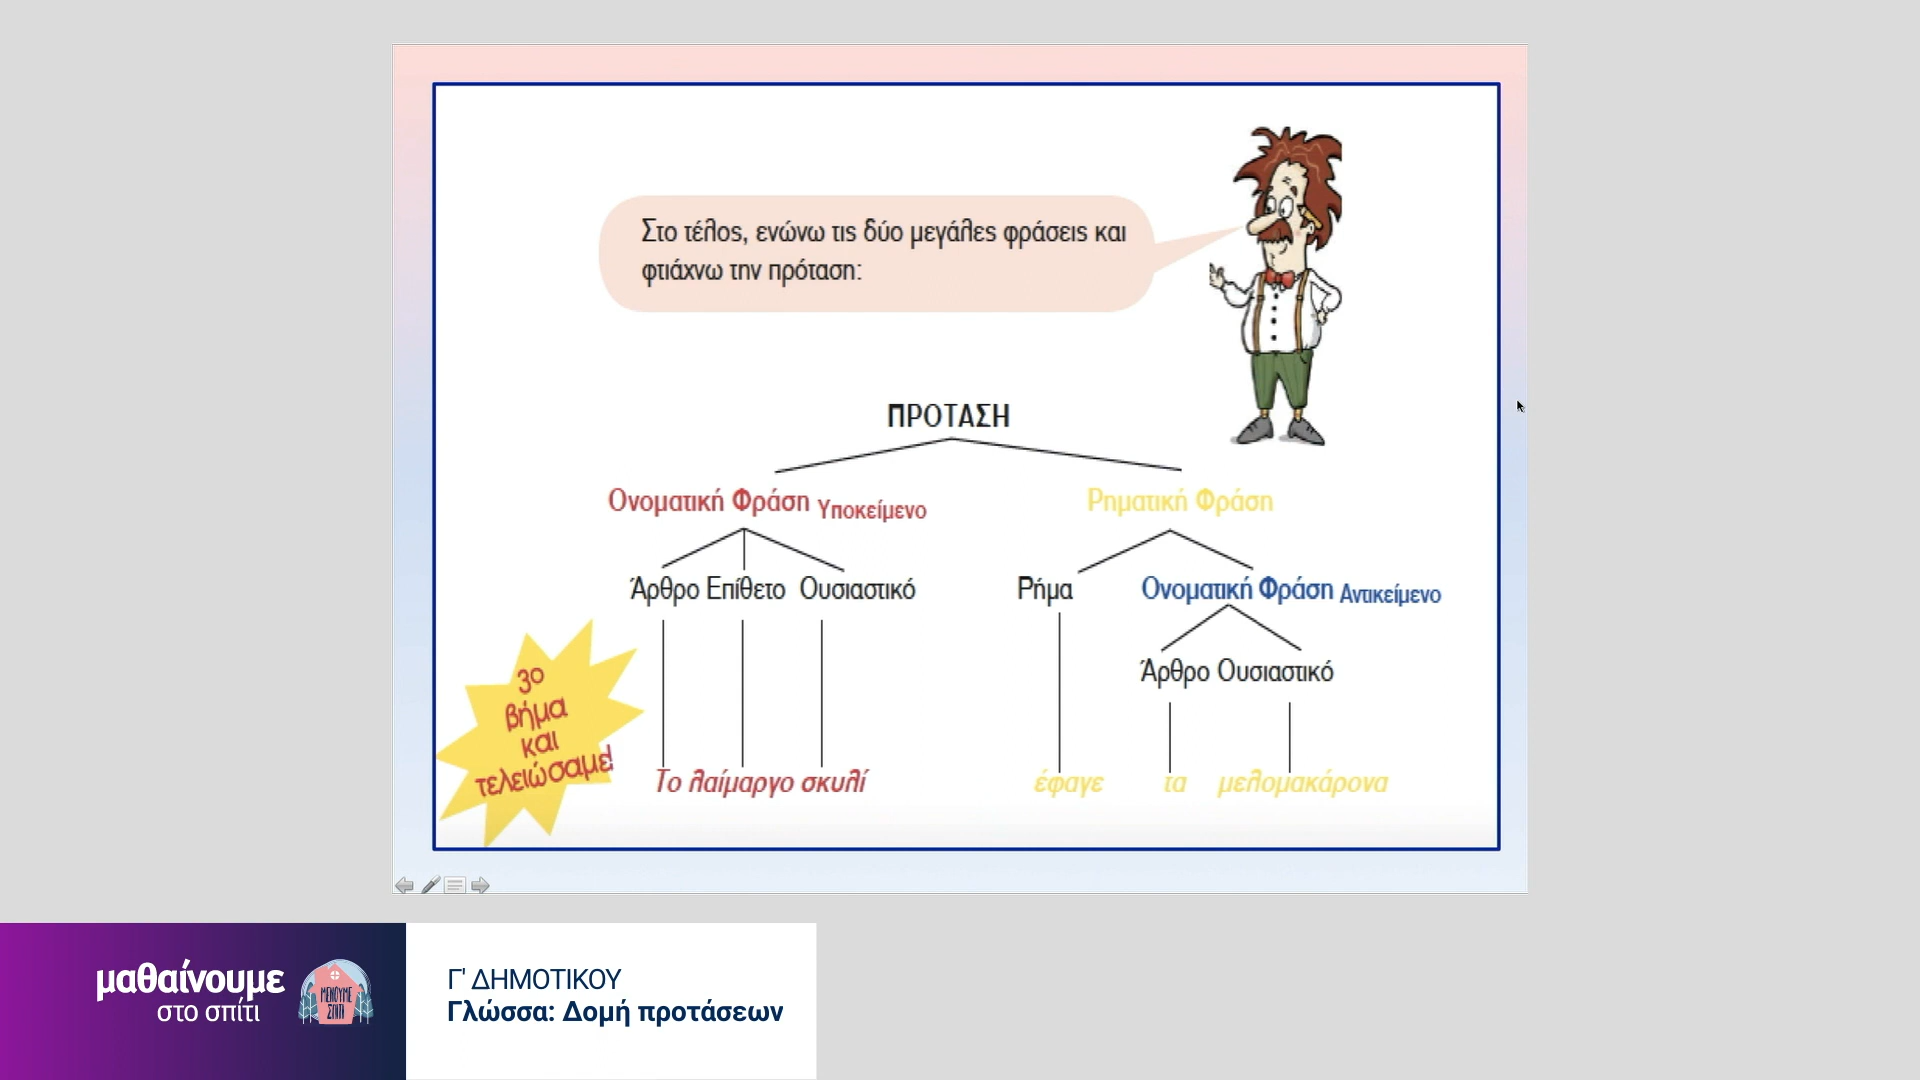 Στο τέλος, ενώνω τις δύο μεγάλες φράσεις και
φτιάχνω την πρόταση:
ΠΡΟΤΑΣΗ
Ονοματική Φράση Υποκείμενο Ρηματική Φράση
Άρθρο Επίθετο Ουσιαστικό Ρήμα Ονοματική Φράση Αντικείμενο
Άρθρο Ουσιαστικό
3ο
βήμα
και
τελειώσαμε!
Το λαίμαργο σκυλί έφαγε τα μελομακάρονα
μαθαίνουμε
στο σπίτι
ΜΕΝΟΥΜΕ
ΣΠΙΤΙ
Γ' ΔΗΜΟΤΙΚΟΥ
Γλώσσα: Δομή προτάσεων